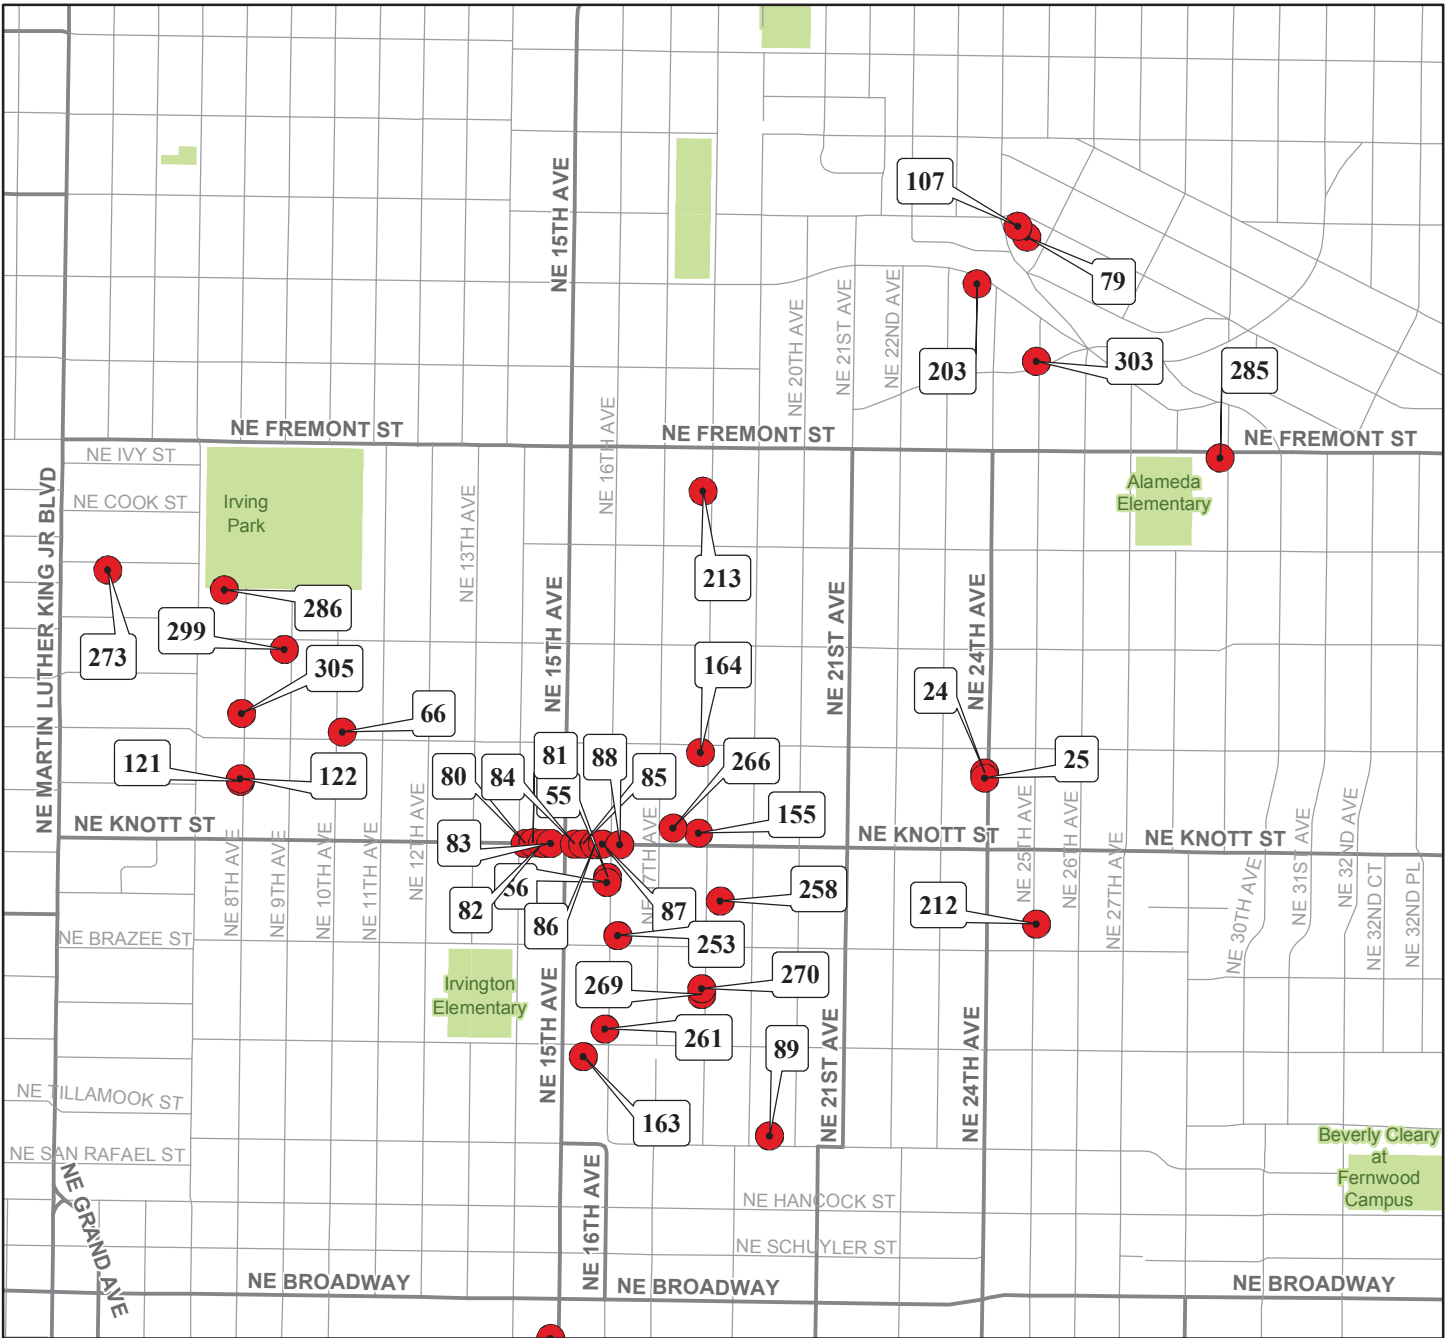 107
79
203
303
285
NE 15TH AVE
NE 20TH AVE
NE 21ST AVE
NE 22ND AVE
NE FREMONT ST
NE FREMONT ST
NE FREMONT ST
NE IVY ST
NE COOK ST
Irving
Park
NE 13TH AVE
NE 16TH AVE
Alameda
Elementary
213
NE MARTIN LUTHER KING JR BLVD
273
286
299
305
66
NE 15TH AVE
164
NE 21ST AVE
NE 24TH AVE
24
25
121
122
80
84
81
55
88
85
266
155
83
NE KNOTT ST
NE KNOTT ST
NE KNOTT ST
NE 8TH AVE
NE 9TH AVE
NE 10TH AVE
NE 11TH AVE
NE 12TH AVE
82
56
86
87
258
253
212
NE 25TH AVE
NE 26TH AVE
NE 27TH AVE
NE 30TH AVE
NE 31ST AVE
NE 32ND AVE
NE 32ND CT
NE 32ND PL
NE BRAZEE ST
Irvington
Elementary
NE 15TH AVE
269
270
261
89
163
NE 21ST AVE
NE 24TH AVE
NE TILLAMOOK ST
NE SAN RAFAEL ST
Beverly Cleary
at
Fernwood
Campus
NE GRAND AVE
NE 16TH AVE
NE HANCOCK ST
NE SCHUYLER ST
NE BROADWAY
NE BROADWAY
NE BROADWAY